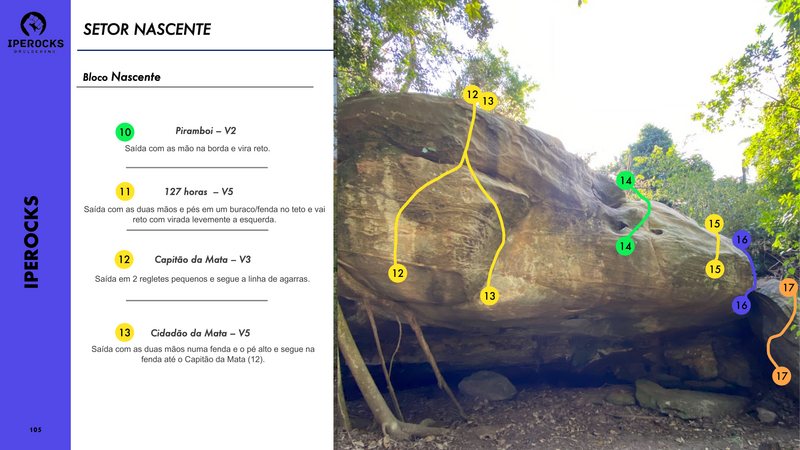 IPEROCKS
BOULDERING
SETOR NASCENTE
Bloco Nascente
10
Piramboi – V2
Saída com as mão na borda e vira reto.
11
127 horas – V5
Saída com as duas mãos e pés em um buraco/fenda no teto e vai
reto com virada levemente a esquerda.
12
Capitão da Mata – V3
Saída em 2 regletes pequenos e segue a linha de agarras.
13
Cidadão da Mata – V5
Saída com as duas mãos numa fenda e o pé alto e segue na
fenda até o Capitão da Mata (12).
IPEROCKS
105
12 13
14
14
15
15
16
16
17
17
12
13